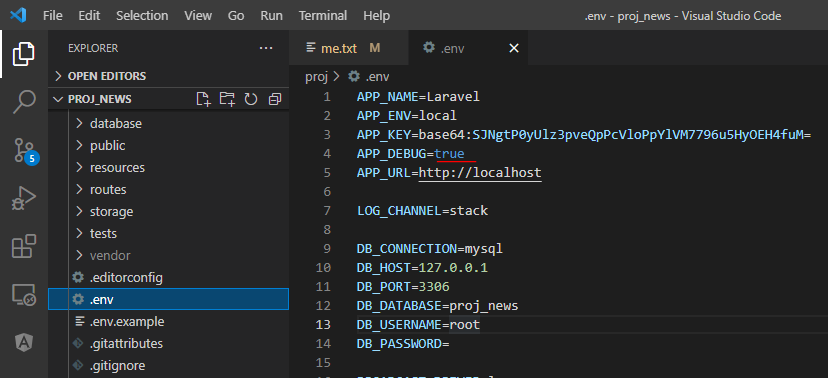 File Edit Selection View Go Run Terminal Help .env - proj_news - Visual Studio Code
EXPLORER
OPEN EDITORS
PROJ_NEWS
database
public
resources
routes
storage
tests
vendor
.editorconfig
.env
.env.example
.gitattributes
.gitignore
5
me.txt M
.env
proj > .env
1 APP_NAME=Laravel
2 APP_ENV=local
3 APP_KEY=base64:SJNgtP0yUlz3pveQpPcVloPpYlVM7796u5HyOEH4fuM=
4 APP_DEBUG=true
5 APP_URL=http://localhost
6
7 LOG_CHANNEL=stack
8
9 DB_CONNECTION=mysql
10 DB_HOST=127.0.0.1
11 DB_PORT=3306
12 DB_DATABASE=proj_news
13 DB_USERNAME=root
14 DB_PASSWORD=
15